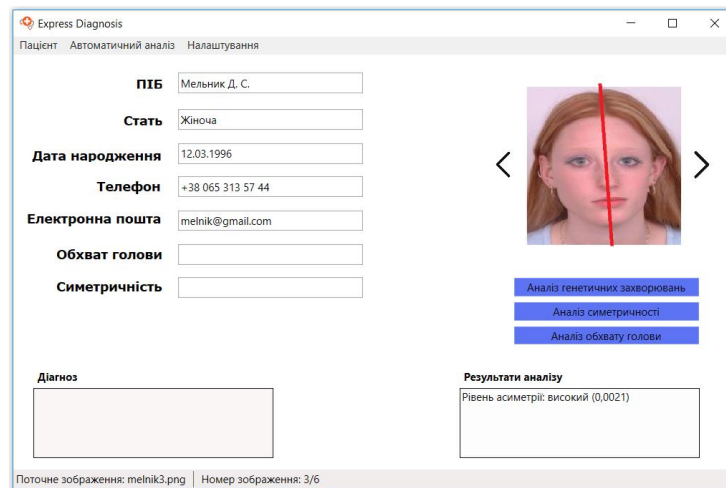 Express Diagnosis
Пацієнт Автоматичний аналіз Налаштування
ПІБ Мельник Д. С.
Стать Жіноча
Дата народження 12.03.1996
Телефон +38 065 313 57 44
Електронна пошта melnik@gmail.com
Обхват голови
Симетричність
Аналіз генетичних захворювань
Аналіз симетричності
Аналіз обхвату голови
Діагноз
Результати аналізу
Рівень асиметрії: високий (0,0021)
Поточне зображення: melnik3.png Номер зображення: 3/6